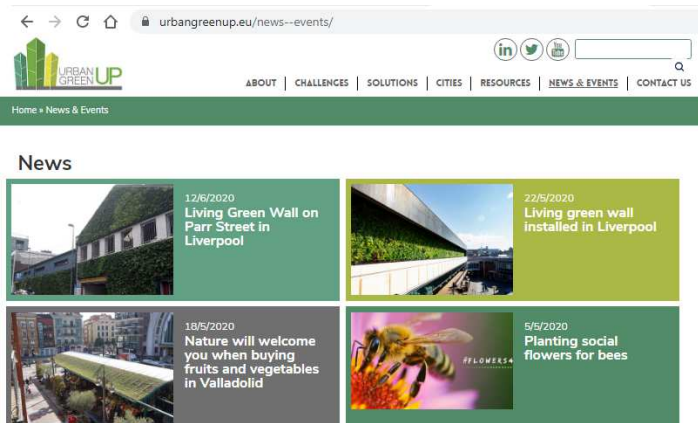 urbangreenup.eu/news--events/
URBAN
GREEN UP
in
You
ABOUT | CHALLENGES | SOLUTIONS | CITIES | RESOURCES | NEWS & EVENTS | CONTACT US
Home » News & Events
News
12/6/2020
Living Green Wall on
Parr Street in
Liverpool
22/5/2020
Living green wall
installed in Liverpool
18/5/2020
Nature will welcome
you when buying
fruits and vegetables
in Valladolid
#FLOWERS4
5/5/2020
Planting social
flowers for bees